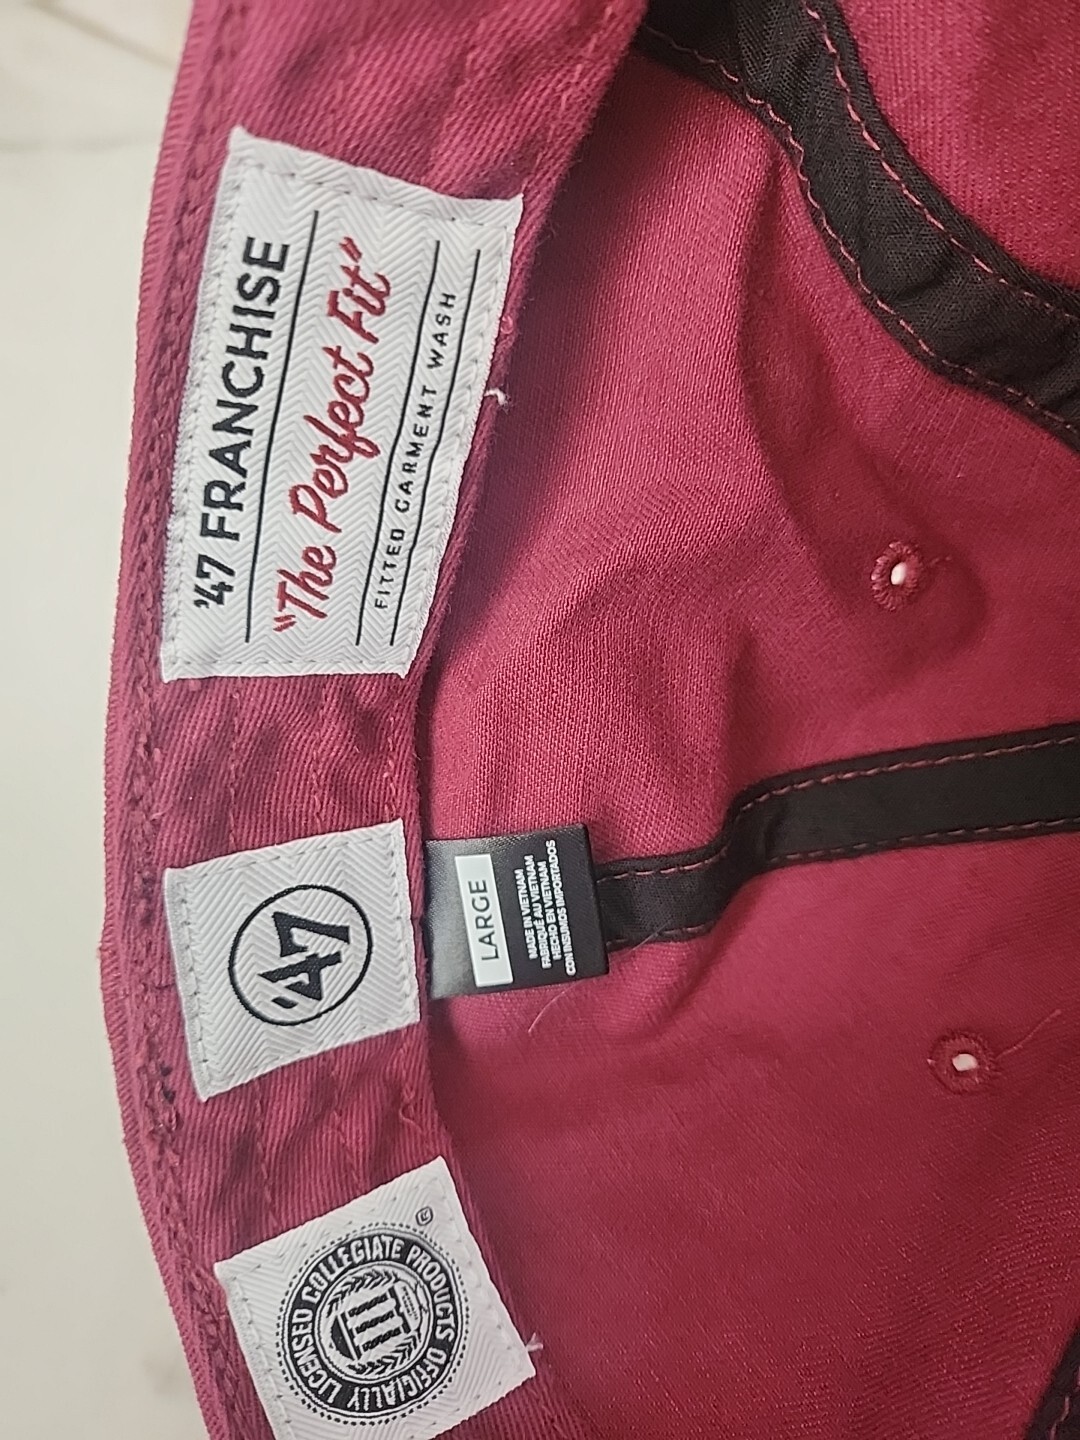 '47 FRANCHISE
"The Perfect Fit"
FITTED GARMENT WASH
'47
LARGE
MADE IN VIETNAM
FABRIQUÉ AU VIETNAM
HECHO EN VIETNAM
CON INSUMOS IMPORTADOS
OFFICIALLY LICENSED COLLEGIATE PRODUCTS
®